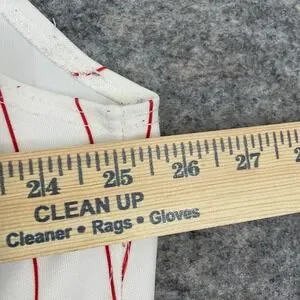 24 25 26 27
CLEAN UP
Cleaner • Rags • Gloves